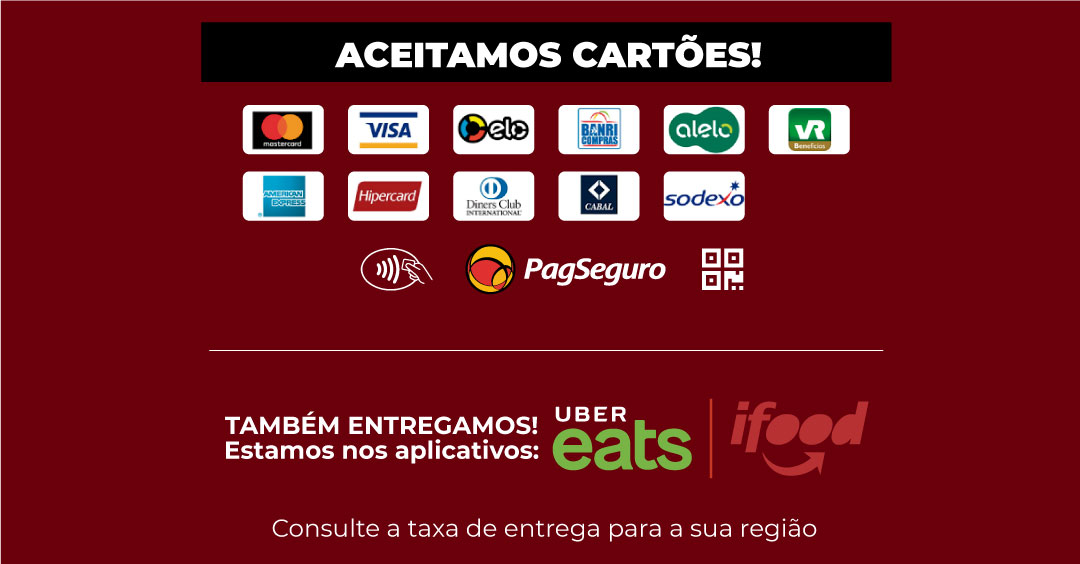 ACEITAMOS CARTÕES!
mastercard
VISA
elo
BANRI
COMPRAS
alelo
VR
Benefícios
AMERICAN
EXPRESS
Hipercard
Diners Club
INTERNATIONAL
CABAL
sodexo
PagSeguro
TAMBÉM ENTREGAMOS!
Estamos nos aplicativos:
UBER
eats
ifood
Consulte a taxa de entrega para a sua região